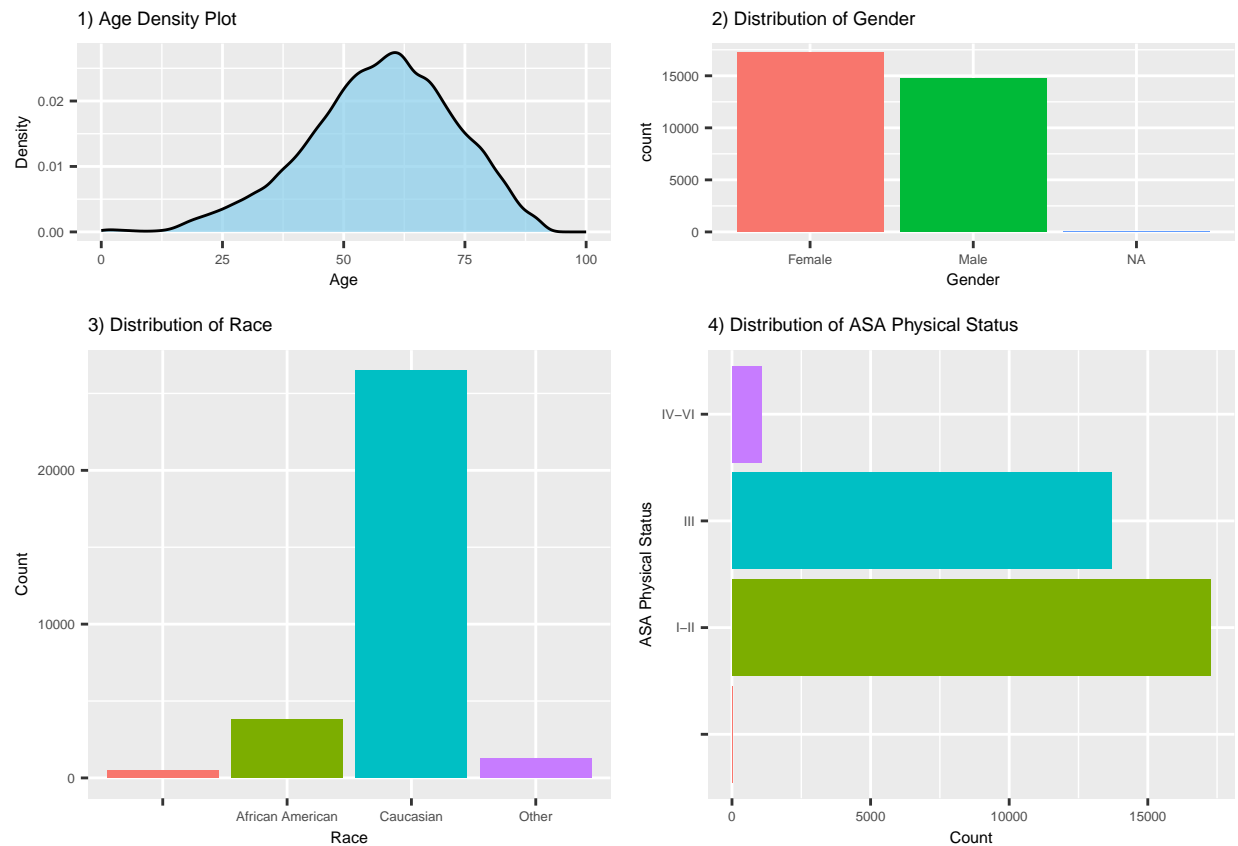 1) Age Density Plot
Density
0.02
0.01
0.00
0
25
50
75
100
Age
2) Distribution of Gender
count
15000
10000
5000
0
Female
Male
NA
Gender
3) Distribution of Race
Count
20000
10000
0
African American
Caucasian
Other
Race
4) Distribution of ASA Physical Status
ASA Physical Status
IV−VI
III
I−II
0
5000
10000
15000
Count